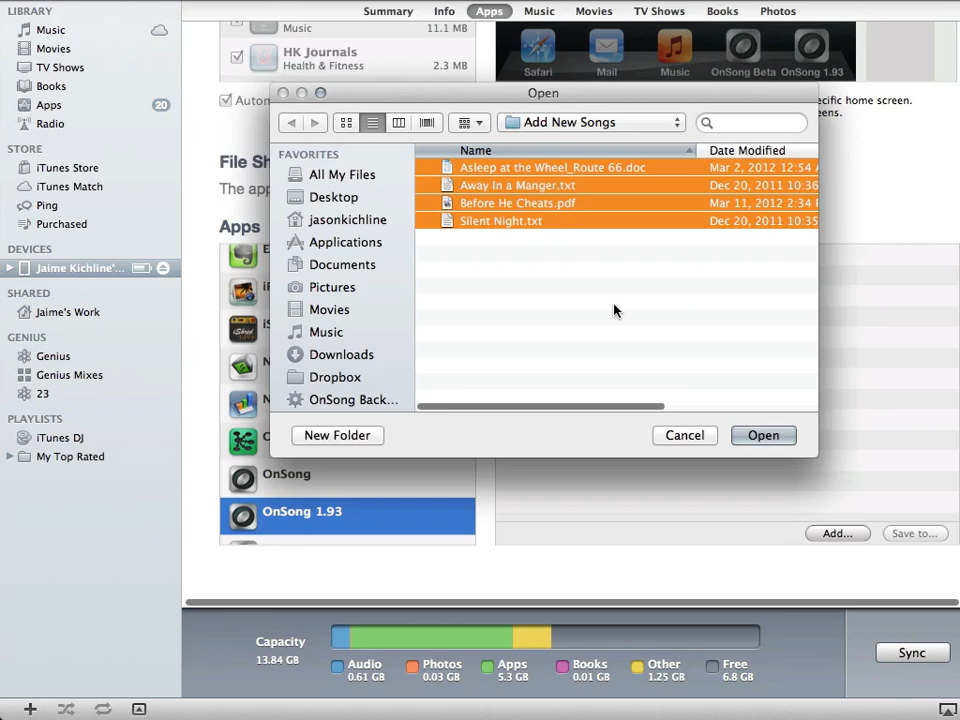 LIBRARY
Music
Movies
TV Shows
Books
Apps
20
Radio
STORE
iTunes Store
iTunes Match
Ping
Purchased
DEVICES
Jaime Kichline'...
SHARED
Jaime's Work
GENIUS
Genius
Genius Mixes
23
PLAYLISTS
iTunes DJ
My Top Rated
Summary
Info
Apps
Music
Movies
TV Shows
Books
Photos
11.1 MB
HK Journals
Health & Fitness
2.3 MB
Safari
Mail
Music
OnSong Beta
OnSong 1.93
ecific home screen.
Open
Add New Songs
FAVORITES
All My Files
Desktop
jasonkichline
Applications
Documents
Pictures
Movies
Music
Downloads
Dropbox
OnSong Back...
Name
Date Modified
Asleep at the Wheel_Route 66.doc
Mar 2, 2012 12:54
Away In a Manger.txt
Dec 20, 2011 10:36
Before He Cheats.pdf
Mar 11, 2012 2:34
Silent Night.txt
Dec 20, 2011 10:35
New Folder
Cancel
Open
File Sh
The app
Apps
OnSong
OnSong 1.93
Add...
Save to...
Capacity
13.84 GB
Audio
0.61 GB
Photos
0.03 GB
Apps
5.3 GB
Books
0.01 GB
Other
1.25 GB
Free
6.8 GB
Sync